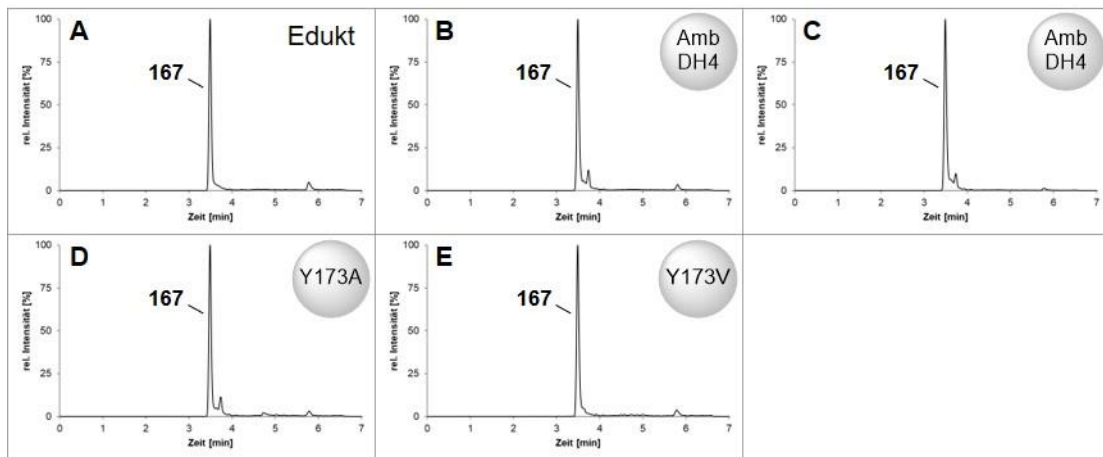 A
Edukt
167
rel. Intensität [%]
100
75
50
25
0
0 1 2 3 4 5 6 7
Zeit [min]
B
Amb
DH4
167
rel. Intensität [%]
100
75
50
25
0
0 1 2 3 4 5 6 7
Zeit [min]
C
Amb
DH4
167
rel. Intensität [%]
100
75
50
25
0
0 1 2 3 4 5 6 7
Zeit [min]
D
Y173A
167
rel. Intensität [%]
100
75
50
25
0
0 1 2 3 4 5 6 7
Zeit [min]
E
Y173V
167
rel. Intensität [%]
100
75
50
25
0
0 1 2 3 4 5 6 7
Zeit [min]